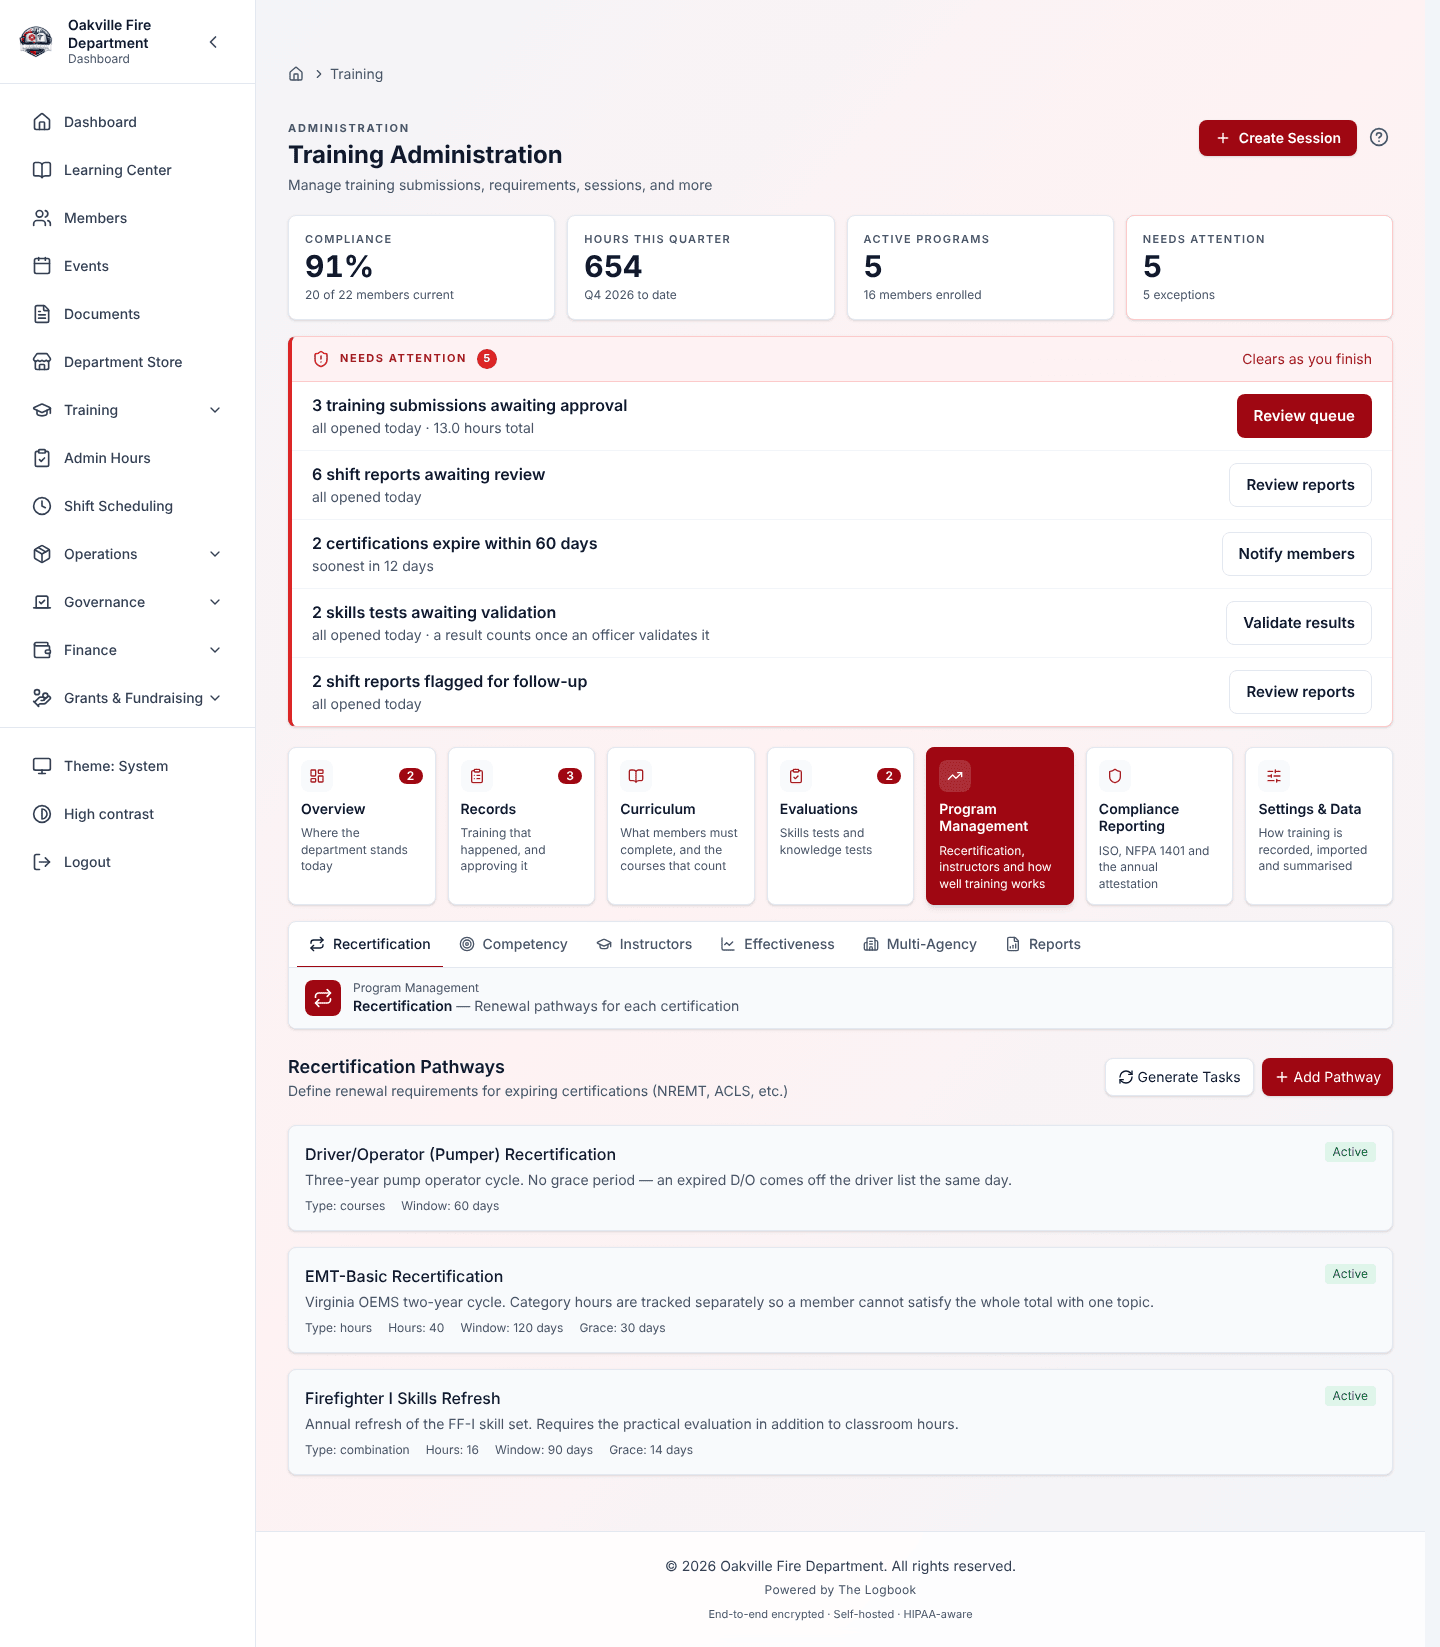 Oakville Fire
Department
Dashboard
Dashboard
Learning Center
Members
Events
Documents
Department Store
Training
Admin Hours
Shift Scheduling
Operations
Governance
Finance
Grants & Fundraising
Theme: System
High contrast
Logout
Training
ADMINISTRATION
Training Administration
Manage training submissions, requirements, sessions, and more
Create Session
COMPLIANCE
91%
20 of 22 members current
HOURS THIS QUARTER
654
Q4 2026 to date
ACTIVE PROGRAMS
5
16 members enrolled
NEEDS ATTENTION
5
5 exceptions
NEEDS ATTENTION 5
Clears as you finish
3 training submissions awaiting approval
all opened today · 13.0 hours total
Review queue
6 shift reports awaiting review
all opened today
Review reports
2 certifications expire within 60 days
soonest in 12 days
Notify members
2 skills tests awaiting validation
all opened today · a result counts once an officer validates it
Validate results
2 shift reports flagged for follow-up
all opened today
Review reports
2
Overview
Where the
department stands
today
3
Records
Training that
happened, and
approving it
Curriculum
What members must
complete, and the
courses that count
2
Evaluations
Skills tests and
knowledge tests
Program
Management
Recertification,
instructors and how
well training works
Compliance
Reporting
ISO, NFPA 1401 and
the annual
attestation
Settings & Data
How training is
recorded, imported
and summarised
Recertification
Competency
Instructors
Effectiveness
Multi-Agency
Reports
Program Management
Recertification — Renewal pathways for each certification
Recertification Pathways
Define renewal requirements for expiring certifications (NREMT, ACLS, etc.)
Generate Tasks
Add Pathway
Driver/Operator (Pumper) Recertification
Active
Three-year pump operator cycle. No grace period — an expired D/O comes off the driver list the same day.
Type: courses Window: 60 days
EMT-Basic Recertification
Active
Virginia OEMS two-year cycle. Category hours are tracked separately so a member cannot satisfy the whole total with one topic.
Type: hours Hours: 40 Window: 120 days Grace: 30 days
Firefighter I Skills Refresh
Active
Annual refresh of the FF-I skill set. Requires the practical evaluation in addition to classroom hours.
Type: combination Hours: 16 Window: 90 days Grace: 14 days
© 2026 Oakville Fire Department. All rights reserved.
Powered by The Logbook
End-to-end encrypted · Self-hosted · HIPAA-aware